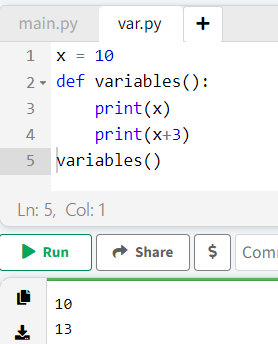 main.py var.py +
1 x = 10
2 def variables():
3     print(x)
4     print(x+3)
5 variables()
Ln: 5, Col: 1
Run Share $ Com
10
13